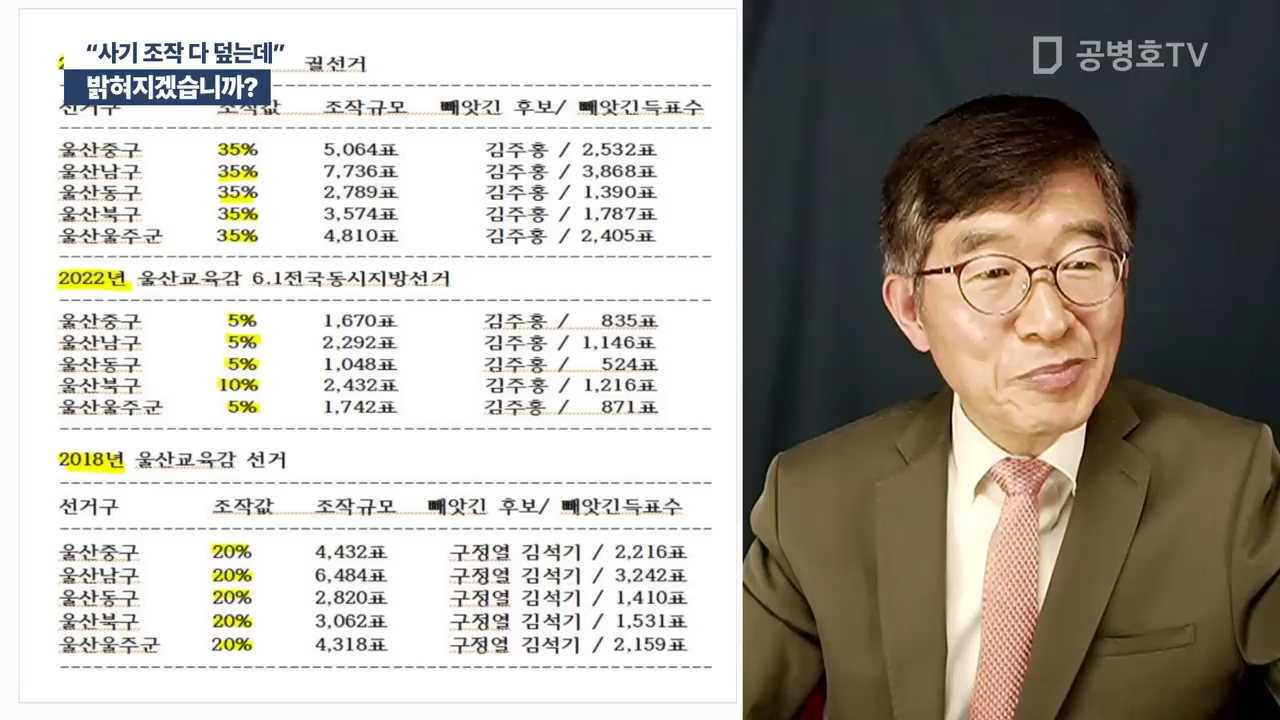 “사기 조작 다 덮는데”
밝혀지겠습니까?
공병호TV
궐선거
선거구 조작값 조작규모 빼앗긴 후보/ 빼앗긴득표수
울산중구 35% 5,064표 김주홍 / 2,532표
울산남구 35% 7,736표 김주홍 / 3,868표
울산동구 35% 2,789표 김주홍 / 1,390표
울산북구 35% 3,574표 김주홍 / 1,787표
울산울주군 35% 4,810표 김주홍 / 2,405표
2022년 울산교육감 6.1전국동시지방선거
울산중구 5% 1,670표 김주홍 / 835표
울산남구 5% 2,292표 김주홍 / 1,146표
울산동구 5% 1,048표 김주홍 / 524표
울산북구 10% 2,432표 김주홍 / 1,216표
울산울주군 5% 1,742표 김주홍 / 871표
2018년 울산교육감 선거
선거구 조작값 조작규모 빼앗긴 후보/ 빼앗긴득표수
울산중구 20% 4,432표 구정열 김석기 / 2,216표
울산남구 20% 6,484표 구정열 김석기 / 3,242표
울산동구 20% 2,820표 구정열 김석기 / 1,410표
울산북구 20% 3,062표 구정열 김석기 / 1,531표
울산울주군 20% 4,318표 구정열 김석기 / 2,159표